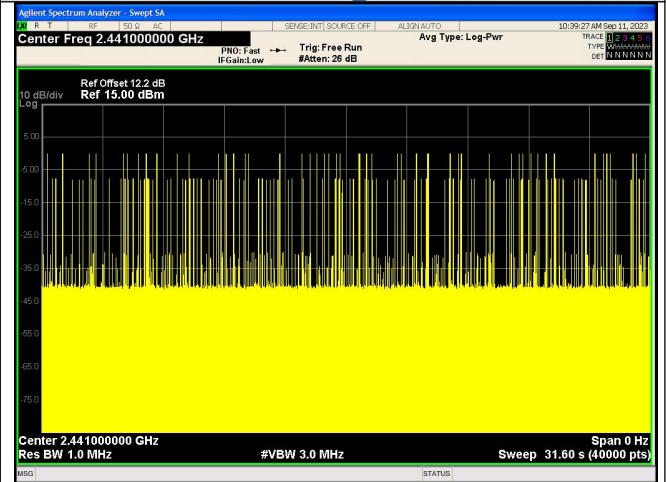 Agilent Spectrum Analyzer - Swept SA
R T RF 50 Ω AC SENSE:INT SOURCE OFF ALIGN AUTO 10:39:27 AM Sep 11, 2023
Center Freq 2.441000000 GHz Avg Type: Log-Pwr TRACE 1 2 3 4 5 6
PNO: Fast Trig: Free Run TYPE
IFGain:Low #Atten: 26 dB DET N N N N N N
Ref Offset 12.2 dB
10 dB/div Ref 15.00 dBm
Log
5.00
-5.00
-15.0
-25.0
-35.0
-45.0
-55.0
-65.0
-75.0
Center 2.441000000 GHz Span 0 Hz
Res BW 1.0 MHz #VBW 3.0 MHz Sweep 31.60 s (40000 pts)
MSG STATUS